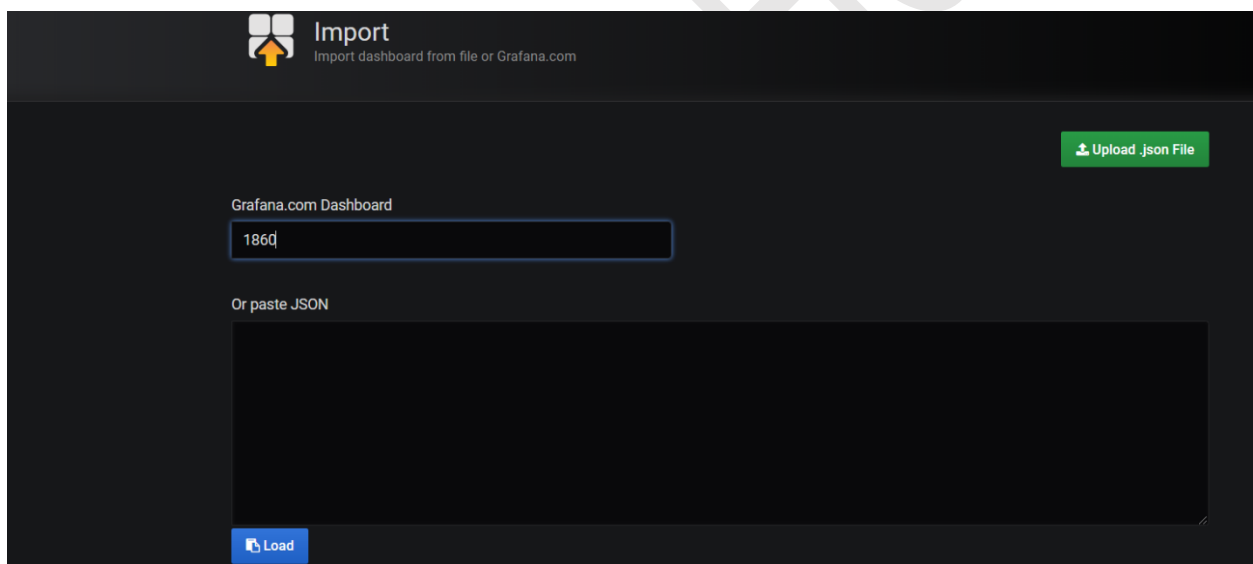 Import
Import dashboard from file or Grafana.com
Upload .json File
Grafana.com Dashboard
1860
Or paste JSON
Load